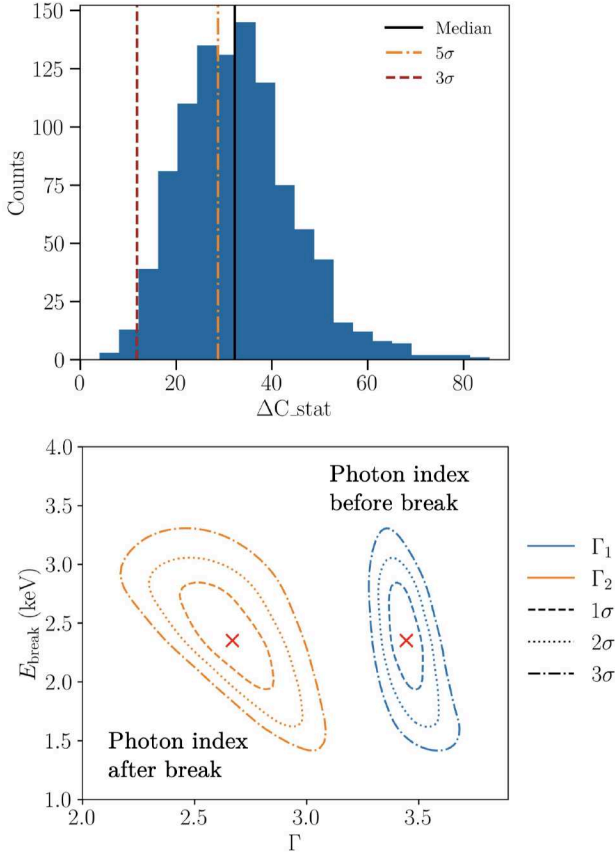 150
125
100
75
50
25
0
Counts
Median
5σ
3σ
0
20
40
60
80
ΔC_stat
4.0
3.5
3.0
2.5
2.0
1.5
1.0
E_break (keV)
Photon index
before break
Photon index
after break
2.0
2.5
3.0
3.5
Γ
Γ₁
Γ₂
1σ
2σ
3σ